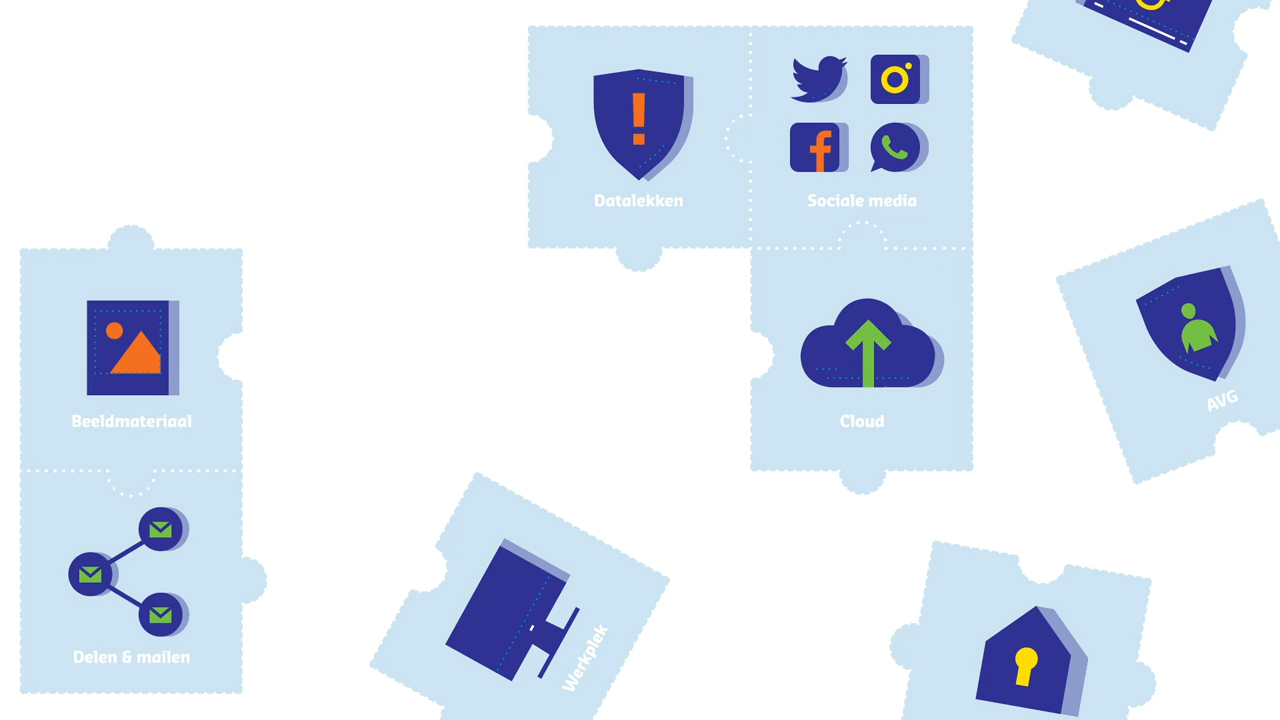 Datalekken
Sociale media
Beeldmateriaal
Cloud
AVG
Delen & mailen
Werkplek